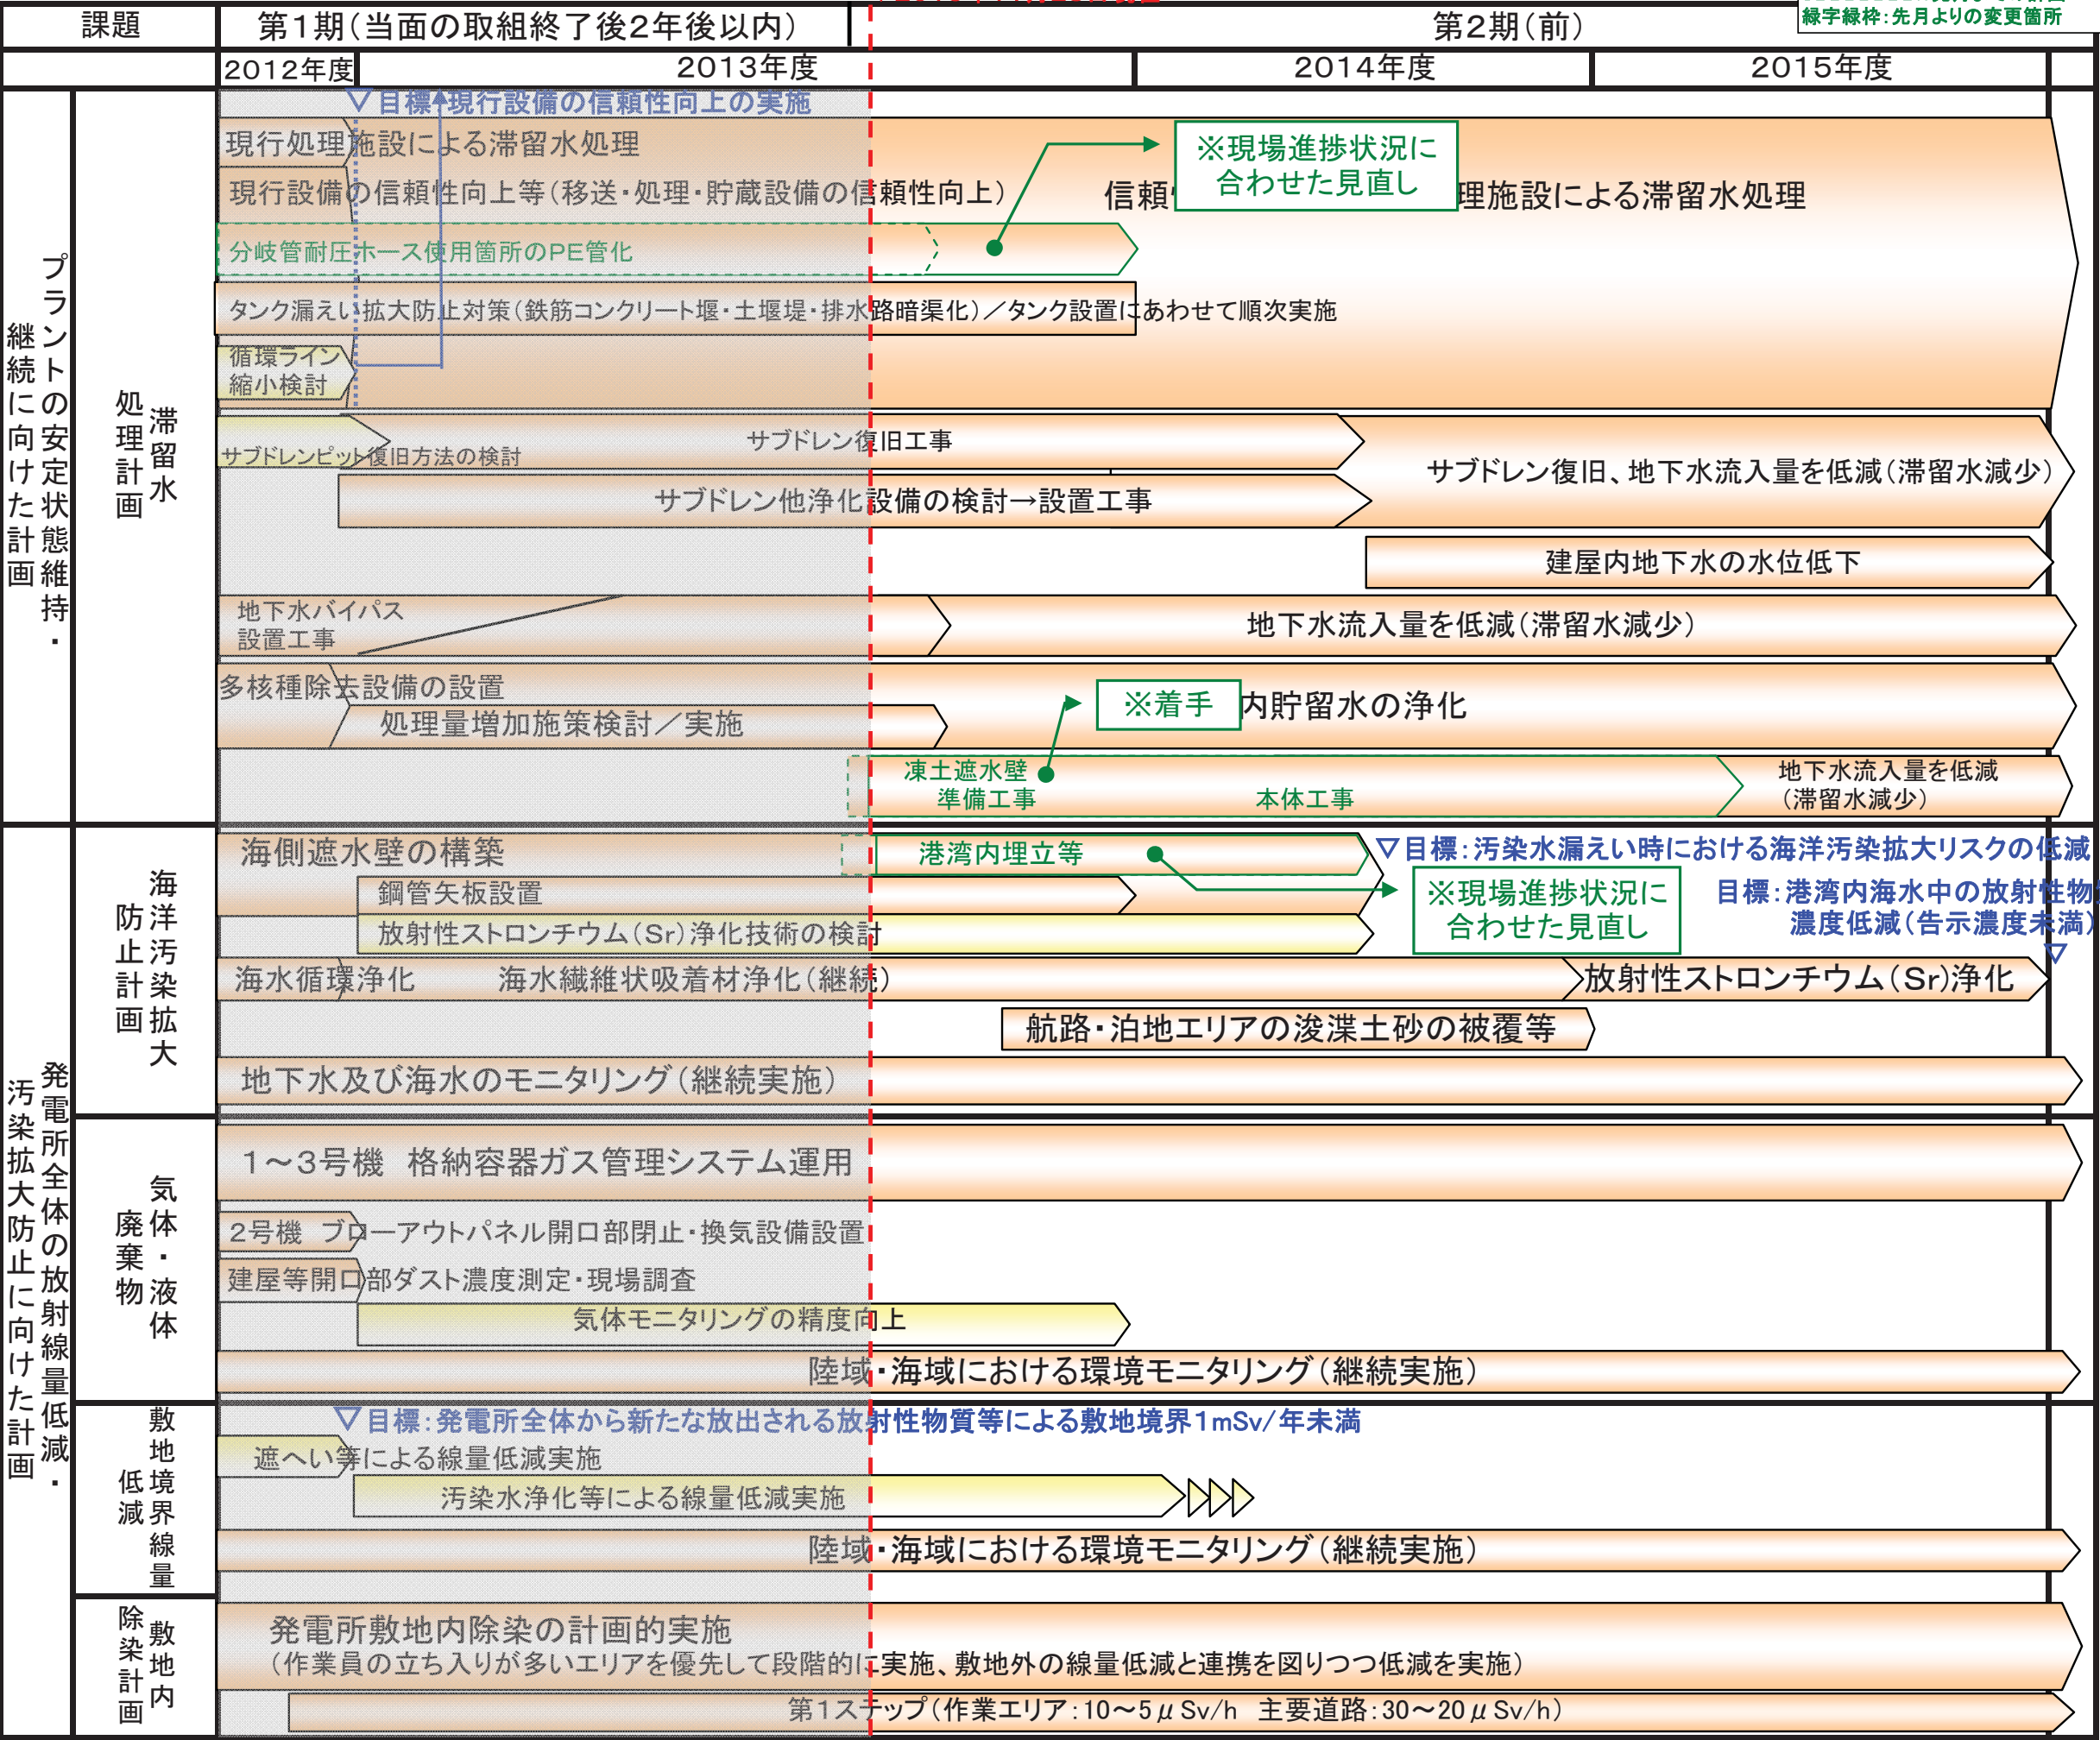 緑字緑枠：先月よりの変更箇所
課題
第1期（当面の取組終了後2年後以内）
第2期（前）
2012年度
2013年度
2014年度
2015年度
プラントの安定状態維持・
継続に向けた計画
滞留水
処理計画
▽目標：現行設備の信頼性向上の実施
現行処理施設による滞留水処理
現行設備の信頼性向上等（移送・処理・貯蔵設備の信頼性向上）
信頼
理施設による滞留水処理
※現場進捗状況に
合わせた見直し
分岐管耐圧ホース使用箇所のPE管化
タンク漏えい拡大防止対策（鉄筋コンクリート堰・土堰堤・排水路暗渠化）／タンク設置にあわせて順次実施
循環ライン
縮小検討
サブドレンピット復旧方法の検討
サブドレン復旧工事
サブドレン他浄化設備の検討→設置工事
サブドレン復旧、地下水流入量を低減（滞留水減少）
建屋内地下水の水位低下
地下水バイパス
設置工事
地下水流入量を低減（滞留水減少）
多核種除去設備の設置
処理量増加施策検討／実施
※着手
内貯留水の浄化
凍土遮水壁
準備工事
本体工事
地下水流入量を低減
（滞留水減少）
発電所全体の放射線量低減・
汚染拡大防止に向けた計画
海洋汚染拡大
防止計画
海側遮水壁の構築
港湾内埋立等
▽目標：汚染水漏えい時における海洋汚染拡大リスクの低減
鋼管矢板設置
※現場進捗状況に
合わせた見直し
目標：港湾内海水中の放射性物
濃度低減（告示濃度未満）
▽
放射性ストロンチウム（Sr）浄化技術の検討
海水循環浄化
海水繊維状吸着材浄化（継続）
放射性ストロンチウム（Sr）浄化
航路・泊地エリアの浚渫土砂の被覆等
地下水及び海水のモニタリング（継続実施）
気体・液体
廃棄物
1～3号機　格納容器ガス管理システム運用
2号機　ブローアウトパネル開口部閉止・換気設備設置
建屋等開口部ダスト濃度測定・現場調査
気体モニタリングの精度向上
陸域・海域における環境モニタリング（継続実施）
敷地境界線量
低減
▽目標：発電所全体から新たな放出される放射性物質等による敷地境界1mSv/年未満
遮へい等による線量低減実施
汚染水浄化等による線量低減実施
陸域・海域における環境モニタリング（継続実施）
敷地内
除染計画
発電所敷地内除染の計画的実施
（作業員の立ち入りが多いエリアを優先して段階的に実施、敷地外の線量低減と連携を図りつつ低減を実施）
第1ステップ（作業エリア：10～5μSv/h　主要道路：30～20μSv/h）